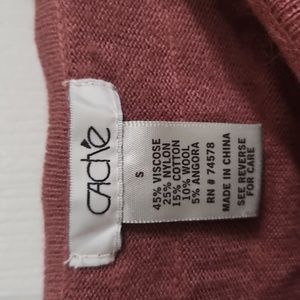 CACHÉ
S
45% VISCOSE
25% NYLON
15% COTTON
10% WOOL
5% ANGORA
RN # 74578
MADE IN CHINA
SEE REVERSE
FOR CARE